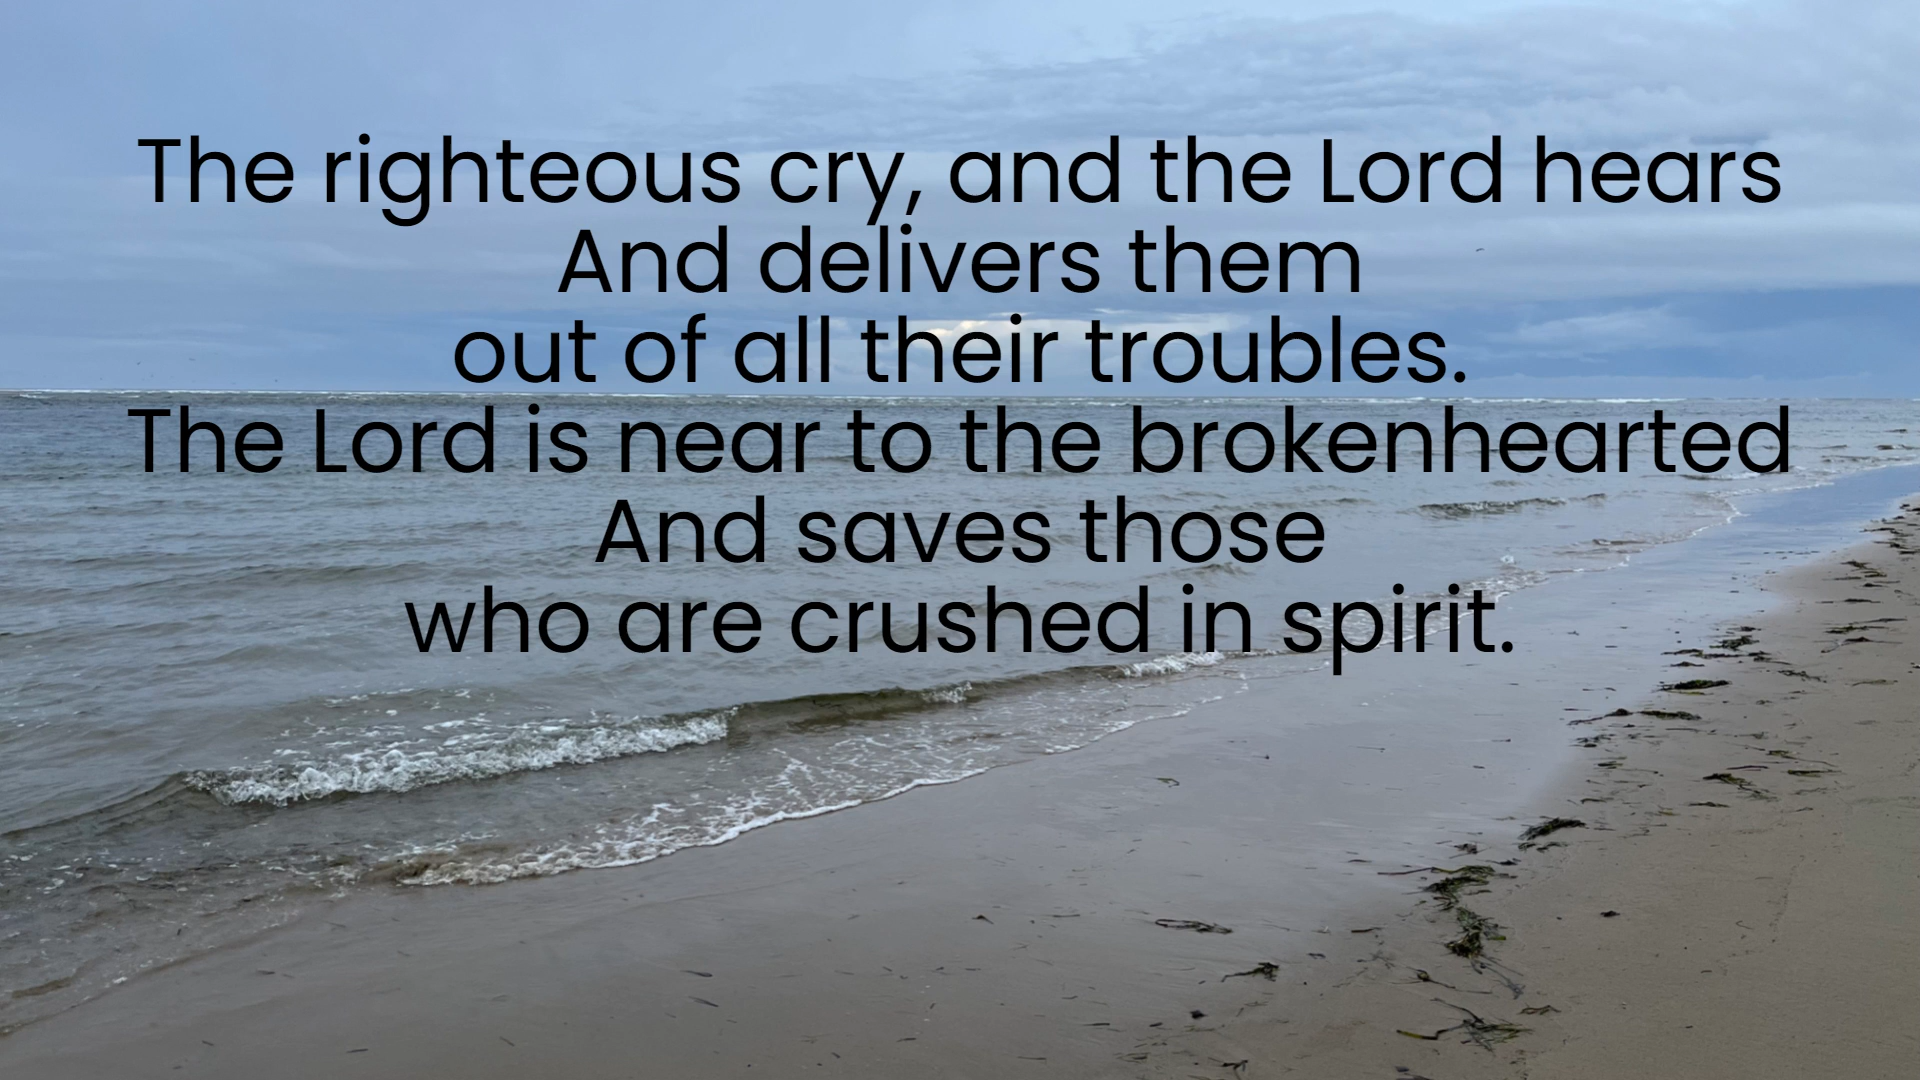 The righteous cry, and the Lord hears
And delivers them
out of all their troubles.
The Lord is near to the brokenhearted
And saves those
who are crushed in spirit.